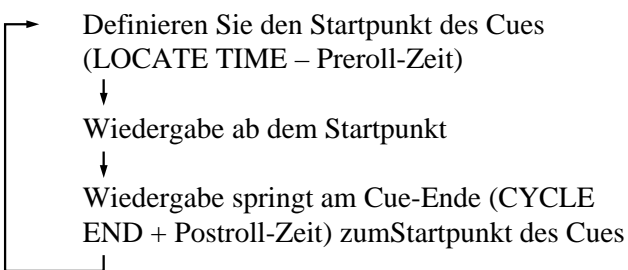 Definieren Sie den Startpunkt des Cues
(LOCATE TIME – Preroll-Zeit)
Wiedergabe ab dem Startpunkt
Wiedergabe springt am Cue-Ende (CYCLE
END + Postroll-Zeit) zumStartpunkt des Cues